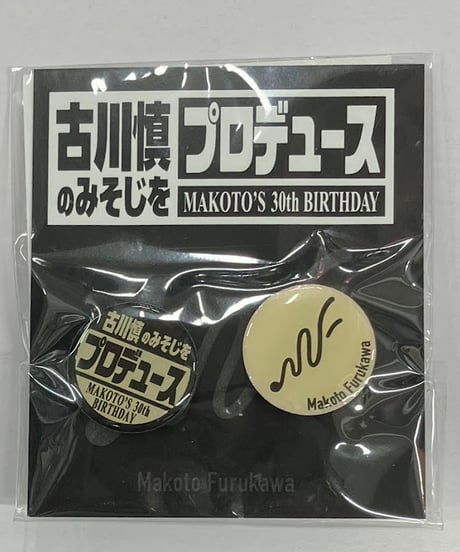 古川慎
のみそじを
プロデュース
MAKOTO'S 30th BIRTHDAY
古川慎のみそじを
プロデュース
MAKOTO'S 30th
BIRTHDAY
Makoto Furukawa
Makoto Furukawa